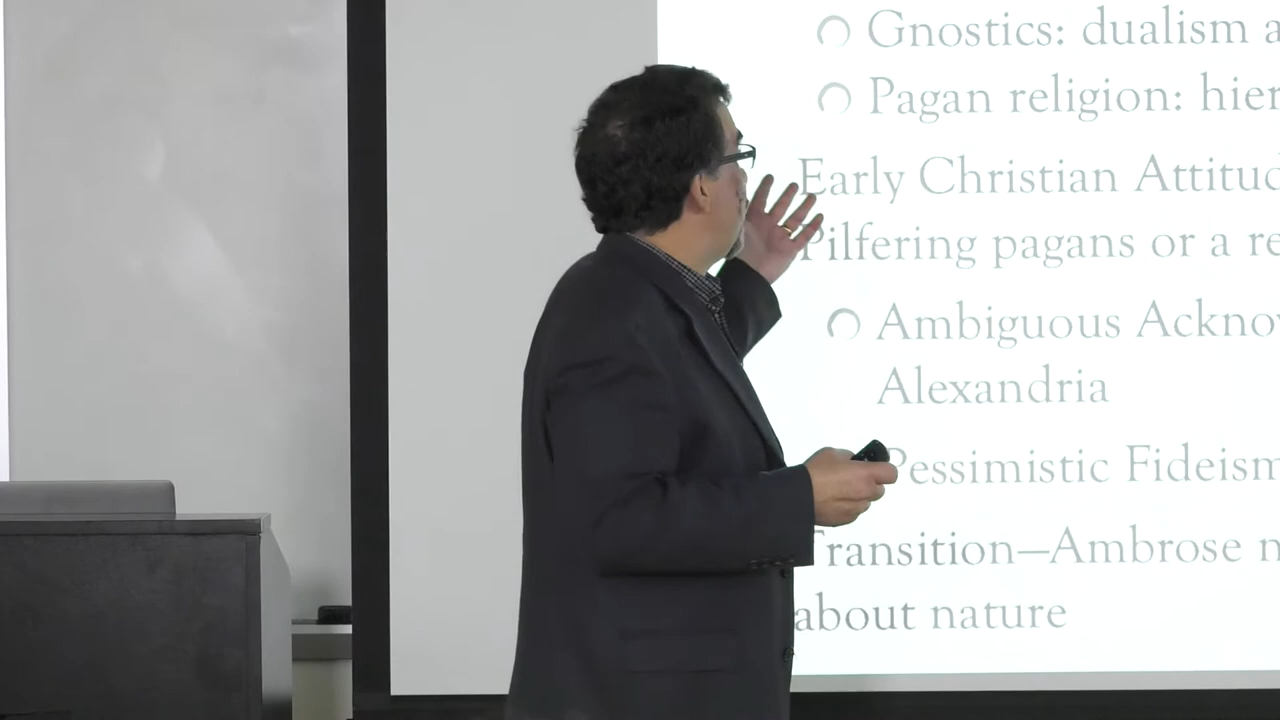 Gnostics: dualism a
Pagan religion: hier
Early Christian Attitud
Pilfering pagans or a re
Ambiguous Acknow
Alexandria
Pessimistic Fideism
Transition—Ambrose n
about nature